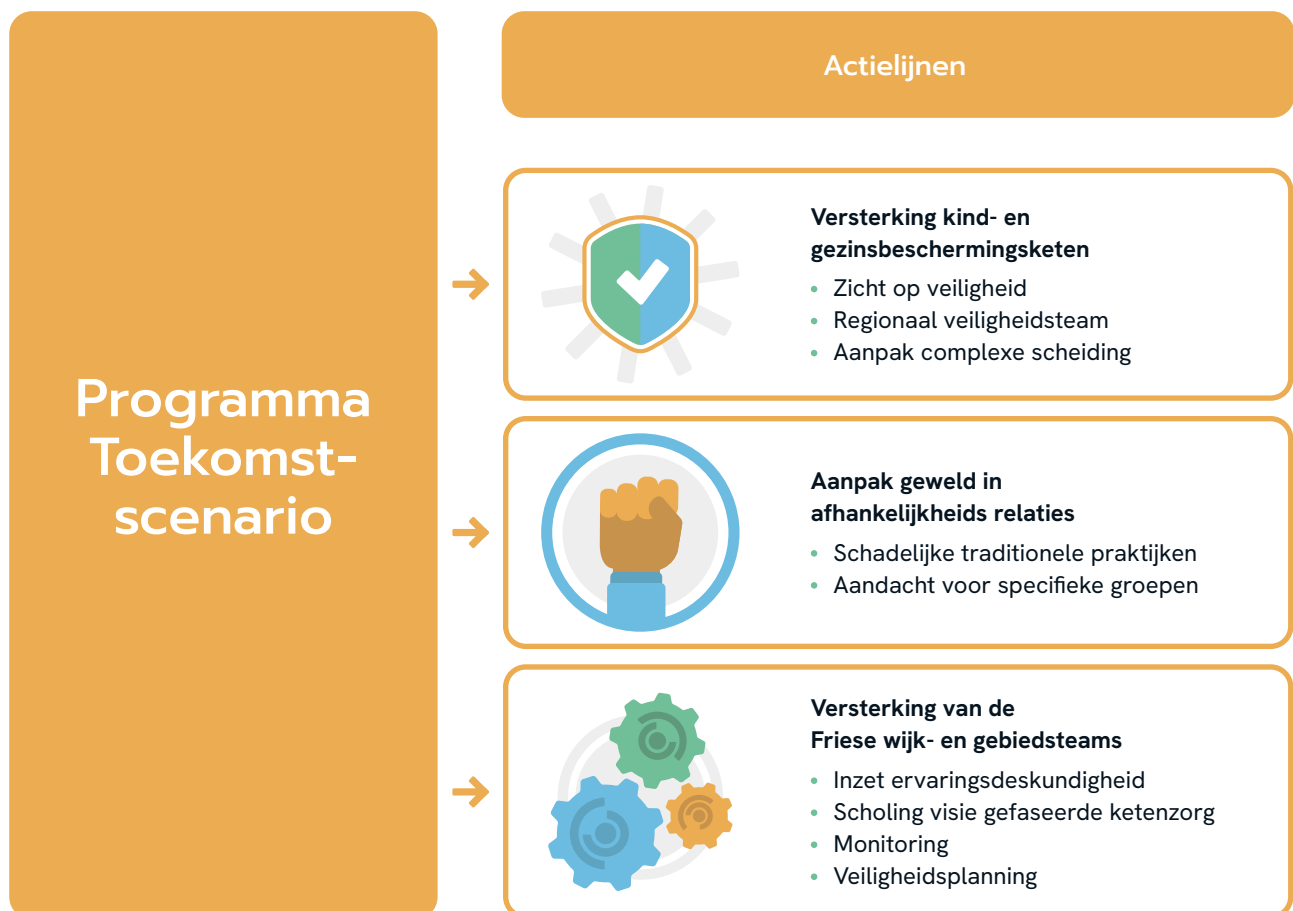 Programma
Toekomst-
scenario
Actielijnen
Versterking kind- en
gezinsbeschermingsketen
• Zicht op veiligheid
• Regionaal veiligheidsteam
• Aanpak complexe scheiding
Aanpak geweld in
afhankelijkheids relaties
• Schadelijke traditionele praktijken
• Aandacht voor specifieke groepen
Versterking van de
Friese wijk- en gebiedsteams
• Inzet ervaringsdeskundigheid
• Scholing visie gefaseerde ketenzorg
• Monitoring
• Veiligheidsplanning